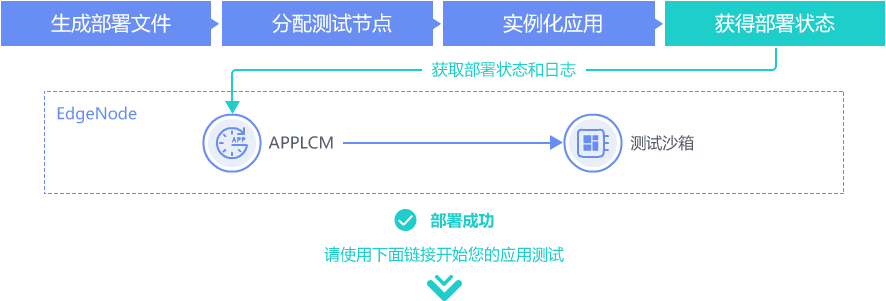 生成部署文件
分配测试节点
实例化应用
获得部署状态
获取部署状态和日志
EdgeNode
APP
APPLCM
测试沙箱
部署成功
请使用下面链接开始您的应用测试